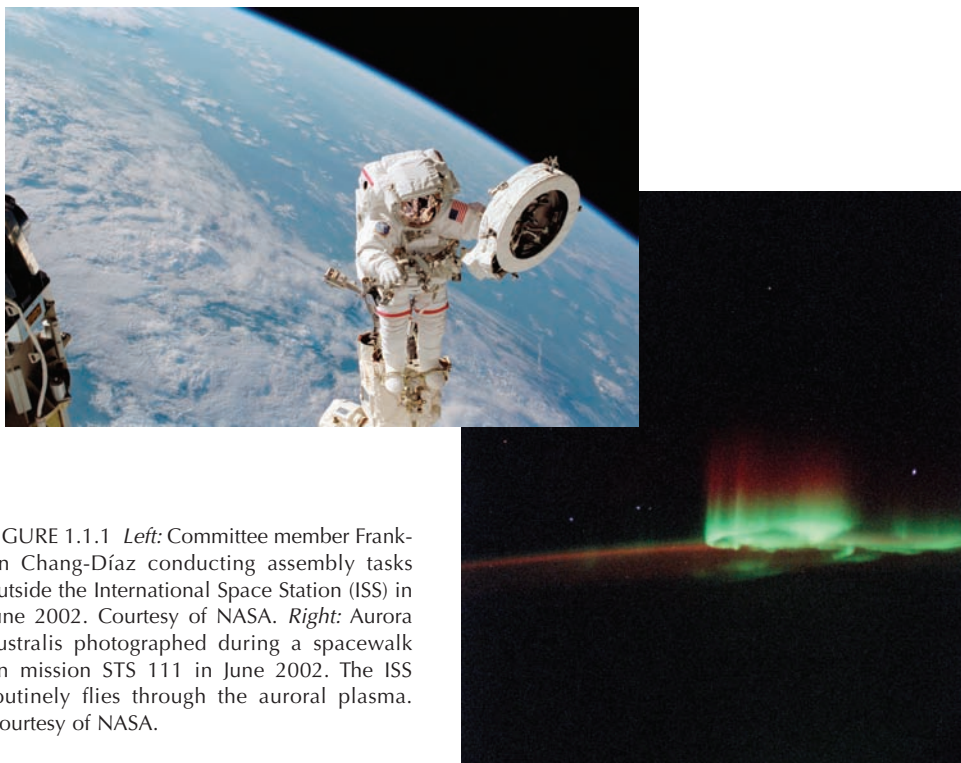 GURE 1.1.1 Left: Committee member Frank-
n Chang-Díaz conducting assembly tasks
utside the International Space Station (ISS) in
une 2002. Courtesy of NASA. Right: Aurora
ustralis photographed during a spacewalk
n mission STS 111 in June 2002. The ISS
outinely flies through the auroral plasma.
ourtesy of NASA.